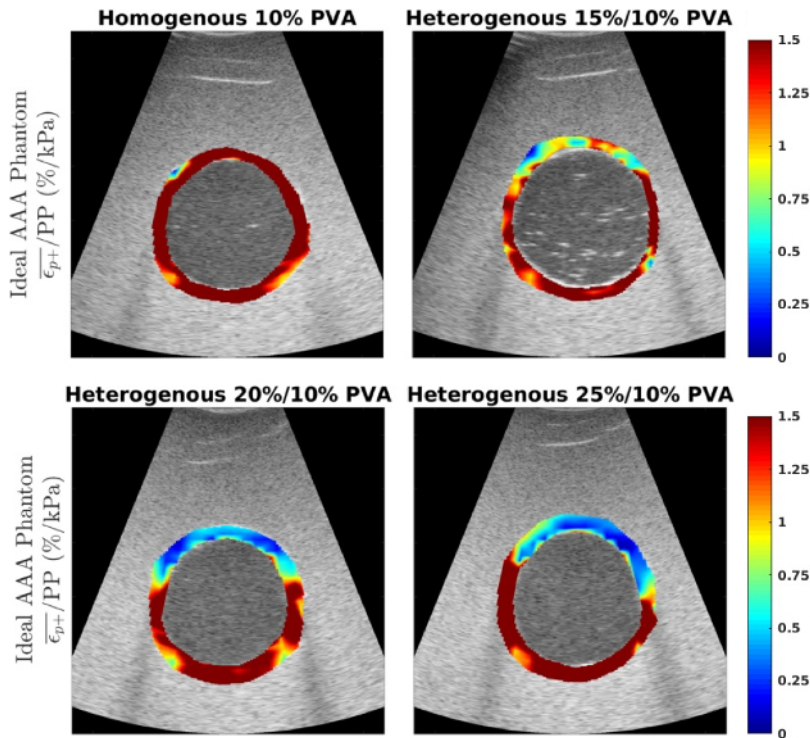 Homogenous 10% PVA
Heterogenous 15%/10% PVA
Ideal AAA Phantom
ϵp+/PP (%/kPa)
1.5
1.25
1
0.75
0.5
0.25
0
Heterogenous 20%/10% PVA
Heterogenous 25%/10% PVA
Ideal AAA Phantom
ϵp+/PP (%/kPa)
1.5
1.25
1
0.75
0.5
0.25
0